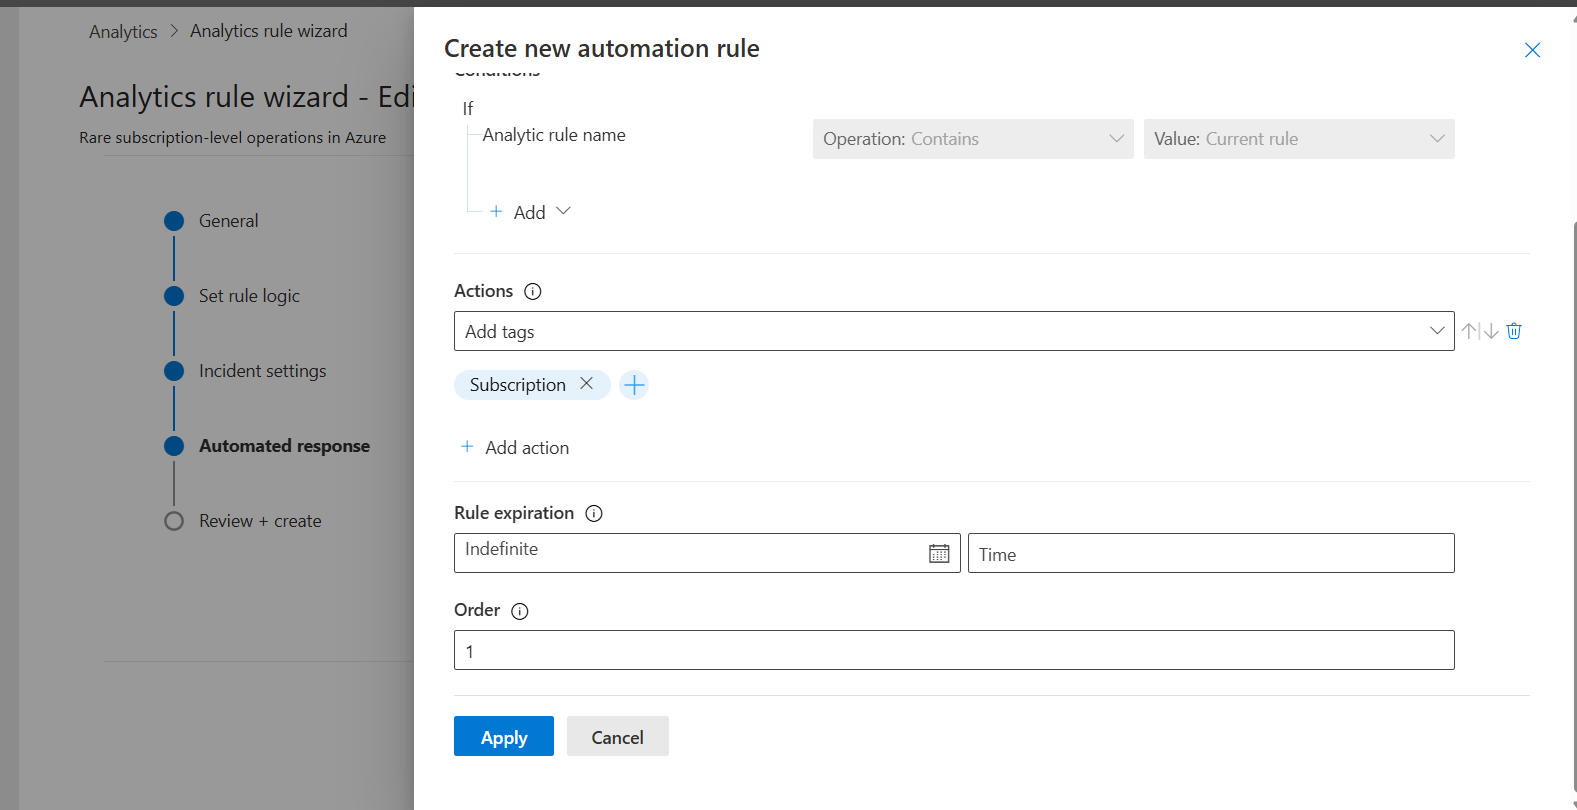 Analytics > Analytics rule wizard
Analytics rule wizard - Edi
Rare subscription-level operations in Azure
General
Set rule logic
Incident settings
Automated response
Review + create
Create new automation rule
Conditions
If
Analytic rule name
Operation: Contains
Value: Current rule
+ Add
Actions
Add tags
Subscription
+ Add action
Rule expiration
Indefinite
Time
Order
1
Apply
Cancel